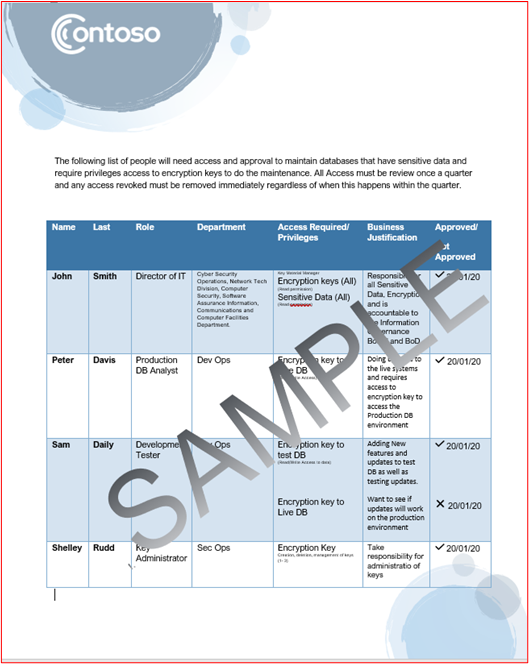 Contoso
The following list of people will need access and approval to maintain databases that have sensitive data and
require privileges access to encryption keys to do the maintenance. All Access must be review once a quarter
and any access revoked must be removed immediately regardless of when this happens within the quarter.
Name Last Role Department Access Required/ Privileges Business Justification Approved/ Not Approved
John Smith Director of IT
Cyber Security
Operations, Network Tech
Division, Computer
Security, Software
Assurance Information,
Communications and
Computer Facilities
Department.
Encryption keys (All)
(Read permission)
Sensitive Data (All)
Responsible for
all Sensitive
Data, Encryption
and is
accountable to
the Information
Governance
Board and BoD
✓ 20/01/20
Peter Davis
Production
DB Analyst
Dev Ops
Encryption key to
Live DB
Doing updates to
the live systems
and requires
access to
encryption key to
access the
Production DB
environment
✓ 20/01/20
Sam Daily
Development
Tester
Dev Ops
Encryption key to
test DB
(Read/Write Access to data)
Adding New
features and
updates to test
DB as well as
testing updates.
✓ 20/01/20
Encryption key to
Live DB
Want to see if
updates will work
on the production
environment
✕ 20/01/20
Shelley Rudd
Key
Administrator
Sec Ops
Encryption Key
Creation, deletion, management of keys
(1-3)
Take
responsibility for
administratio of
keys
✓ 20/01/20
SAMPLE